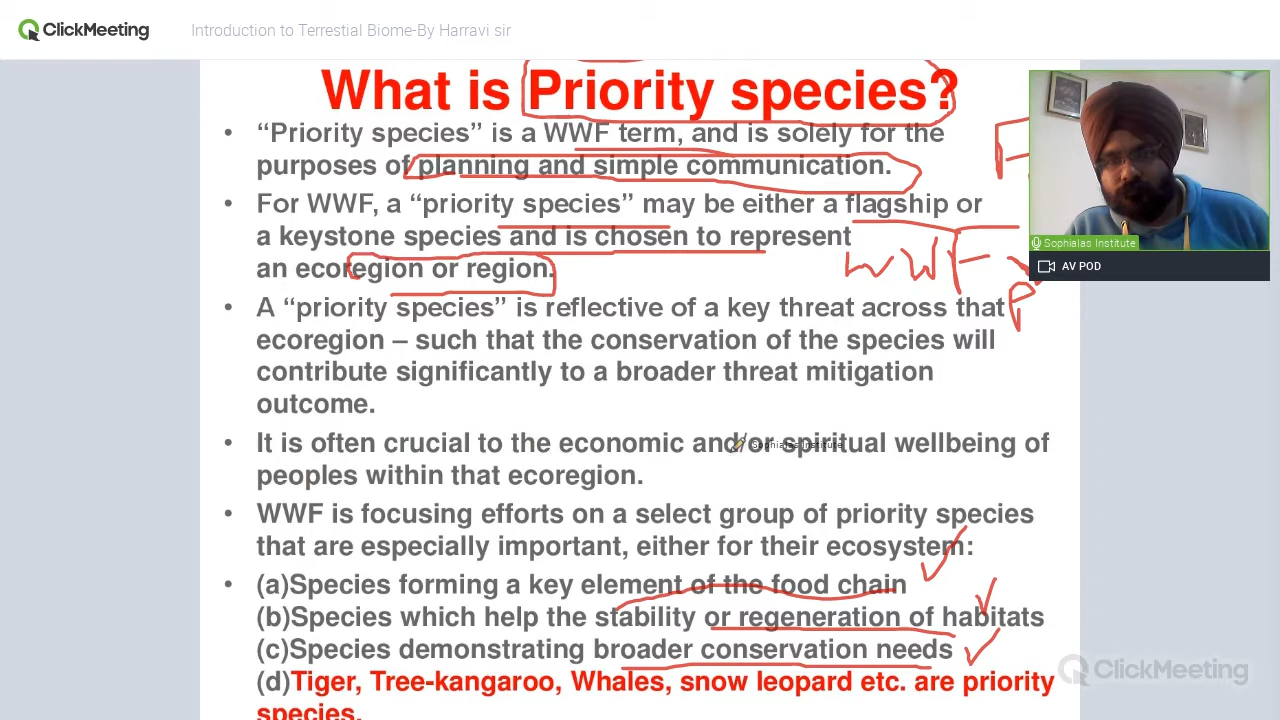 ClickMeeting
Introduction to Terrestial Biome-By Harravi sir
What is Priority species?
• “Priority species” is a WWF term, and is solely for the
purposes of planning and simple communication.
• For WWF, a “priority species” may be either a flagship or
a keystone species and is chosen to represent
an ecoregion or region.
WWF
P
F
Sophialas Institute
AV POD
• A “priority species” is reflective of a key threat across that
ecoregion – such that the conservation of the species will
contribute significantly to a broader threat mitigation
outcome.
• It is often crucial to the economic and/or spiritual wellbeing of
Sophialas Institute
peoples within that ecoregion.
• WWF is focusing efforts on a select group of priority species
that are especially important, either for their ecosystem:
• (a)Species forming a key element of the food chain
(b)Species which help the stability or regeneration of habitats
(c)Species demonstrating broader conservation needs
(d)Tiger, Tree-kangaroo, Whales, snow leopard etc. are priority
species.
ClickMeeting